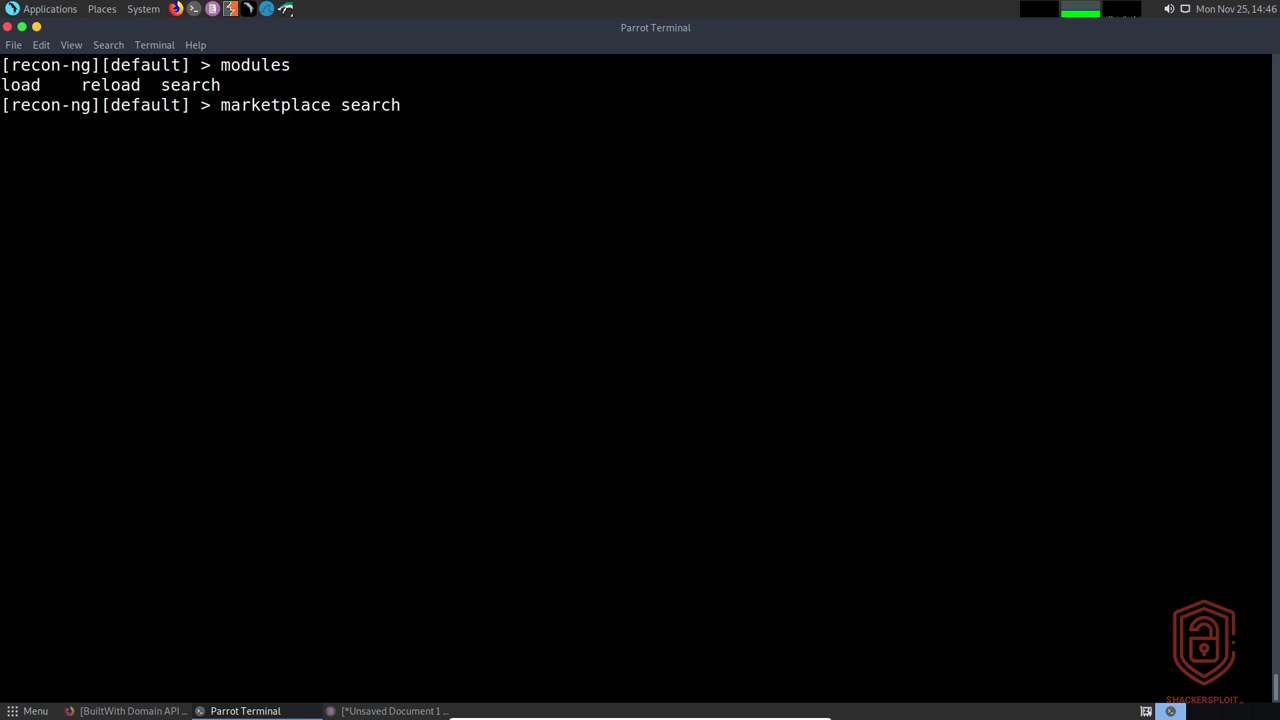 Applications Places System Mon Nov 25, 14:46
Parrot Terminal
File Edit View Search Terminal Help
[recon-ng][default] > modules
load    reload  search
[recon-ng][default] > marketplace search
$HACKERSPLOIT_
Menu [BuiltWith Domain API ... Parrot Terminal [*Unsaved Document 1 ...